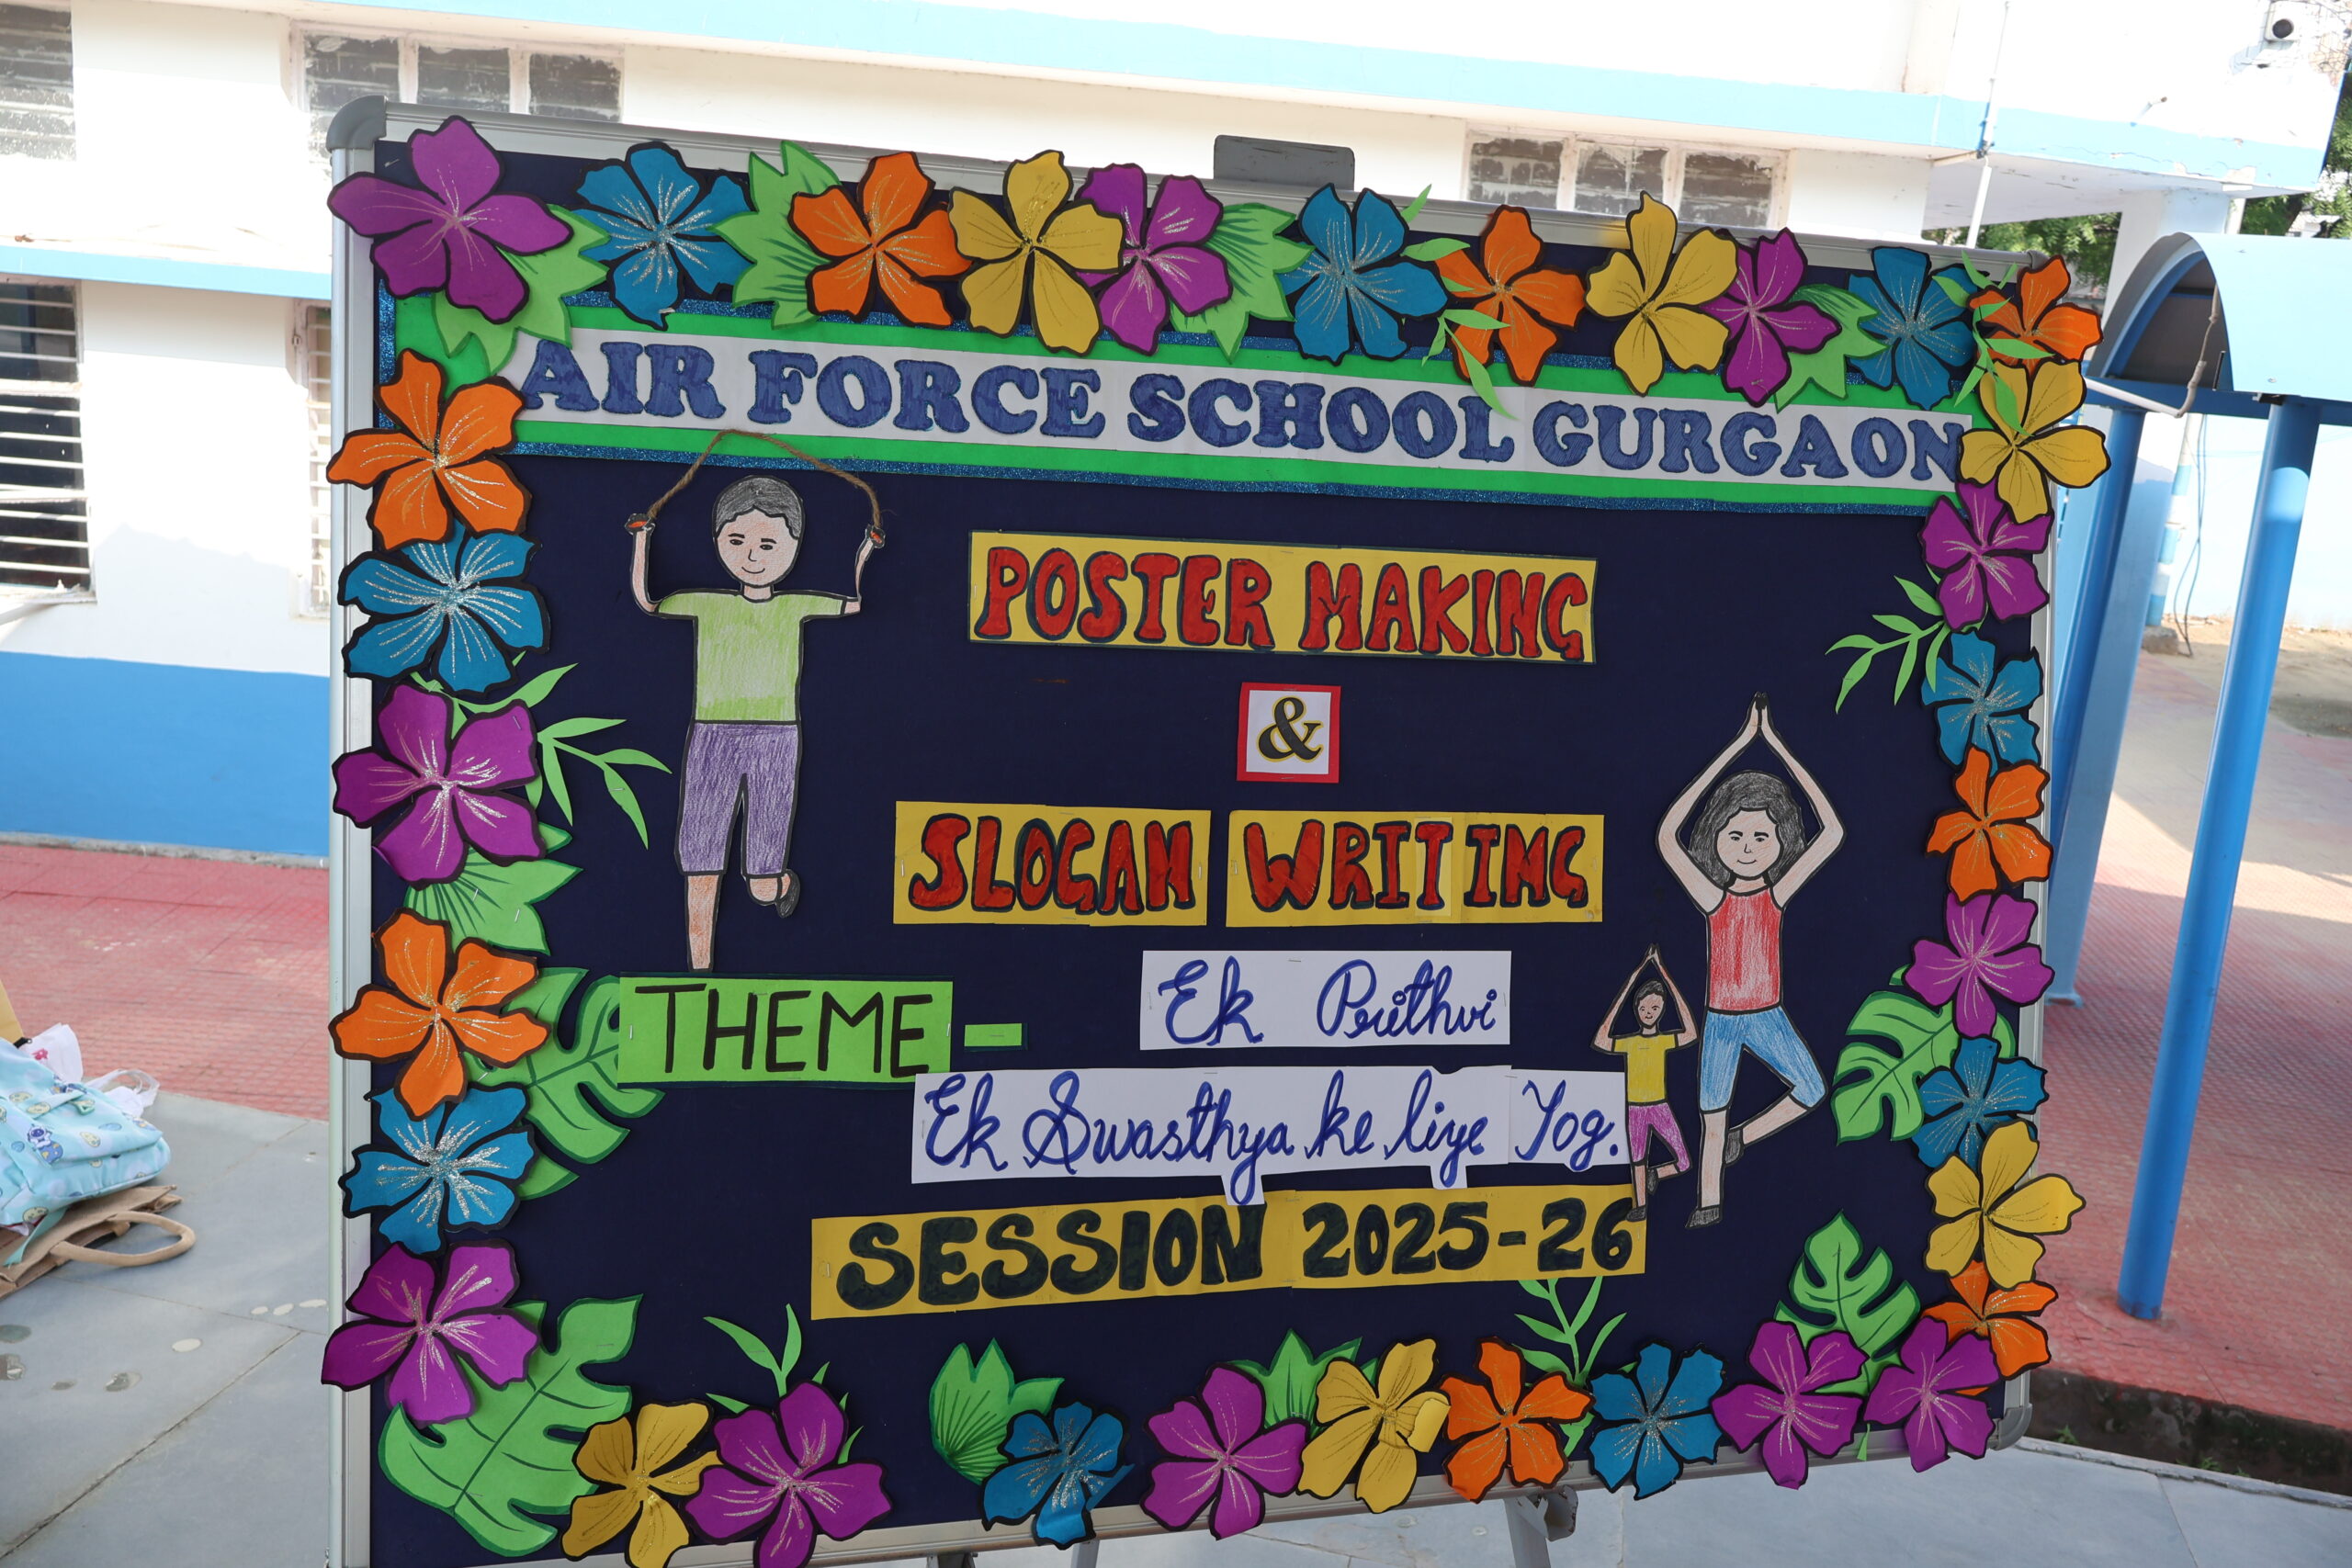 AIR FORCE SCHOOL GURGAON
POSTER MAKING
&
SLOGAN WRITING
THEME - Ek Prithvi
Ek Swasthya ke liye Yog.
SESSION 2025-26